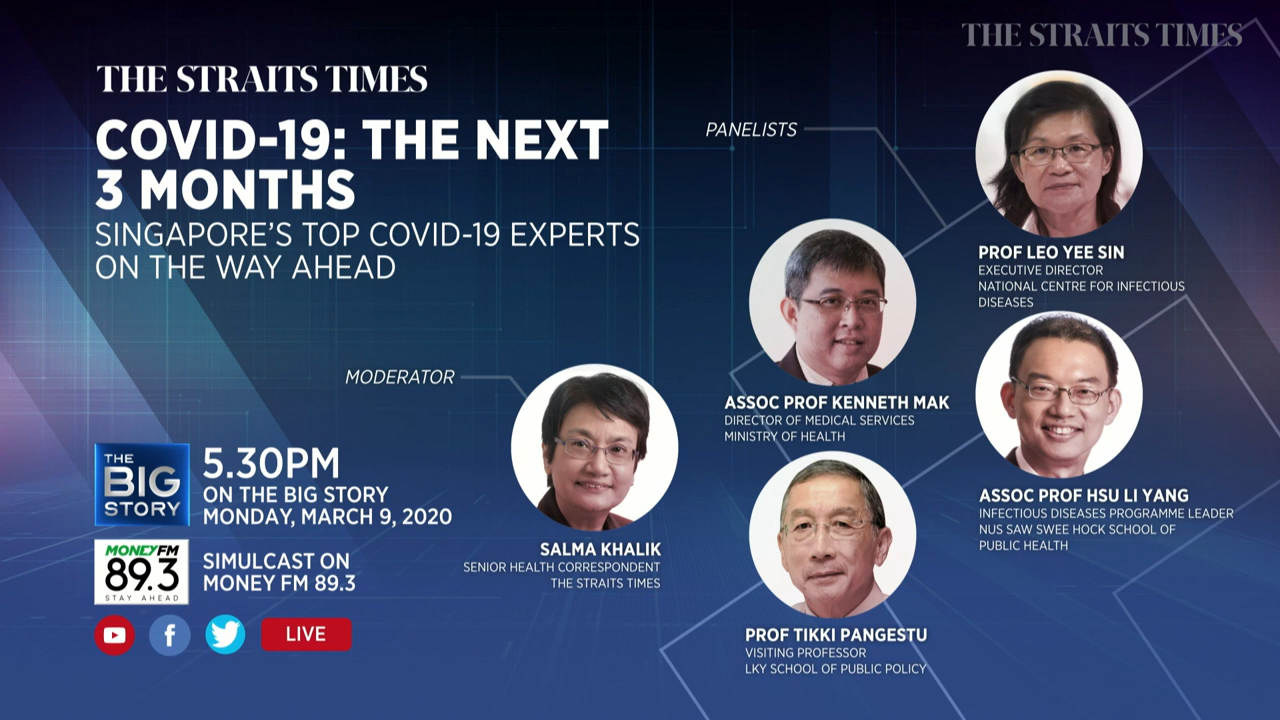 THE STRAITS TIMES
THE STRAITS TIMES
COVID-19: THE NEXT
3 MONTHS
SINGAPORE'S TOP COVID-19 EXPERTS
ON THE WAY AHEAD
PANELISTS
PROF LEO YEE SIN
EXECUTIVE DIRECTOR
NATIONAL CENTRE FOR INFECTIOUS
DISEASES
ASSOC PROF KENNETH MAK
DIRECTOR OF MEDICAL SERVICES
MINISTRY OF HEALTH
ASSOC PROF HSU LI YANG
INFECTIOUS DISEASES PROGRAMME LEADER
NUS SAW SWEE HOCK SCHOOL OF
PUBLIC HEALTH
PROF TIKKI PANGESTU
VISITING PROFESSOR
LKY SCHOOL OF PUBLIC POLICY
MODERATOR
SALMA KHALIK
SENIOR HEALTH CORRESPONDENT
THE STRAITS TIMES
THE
BIG
STORY
5.30PM
ON THE BIG STORY
MONDAY, MARCH 9, 2020
MONEY FM
89.3
STAY AHEAD
SIMULCAST ON
MONEY FM 89.3
LIVE